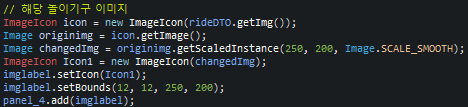 // 해당 놀이기구 이미지
ImageIcon icon = new ImageIcon(rideDTO.getImg());
Image originimg = icon.getImage();
Image changedImg = originimg.getScaledInstance(250, 200, Image.SCALE_SMOOTH);
ImageIcon Icon1 = new ImageIcon(changedImg);
imglabel.setIcon(Icon1);
imglabel.setBounds(12, 12, 250, 200);
panel_4.add(imglabel);